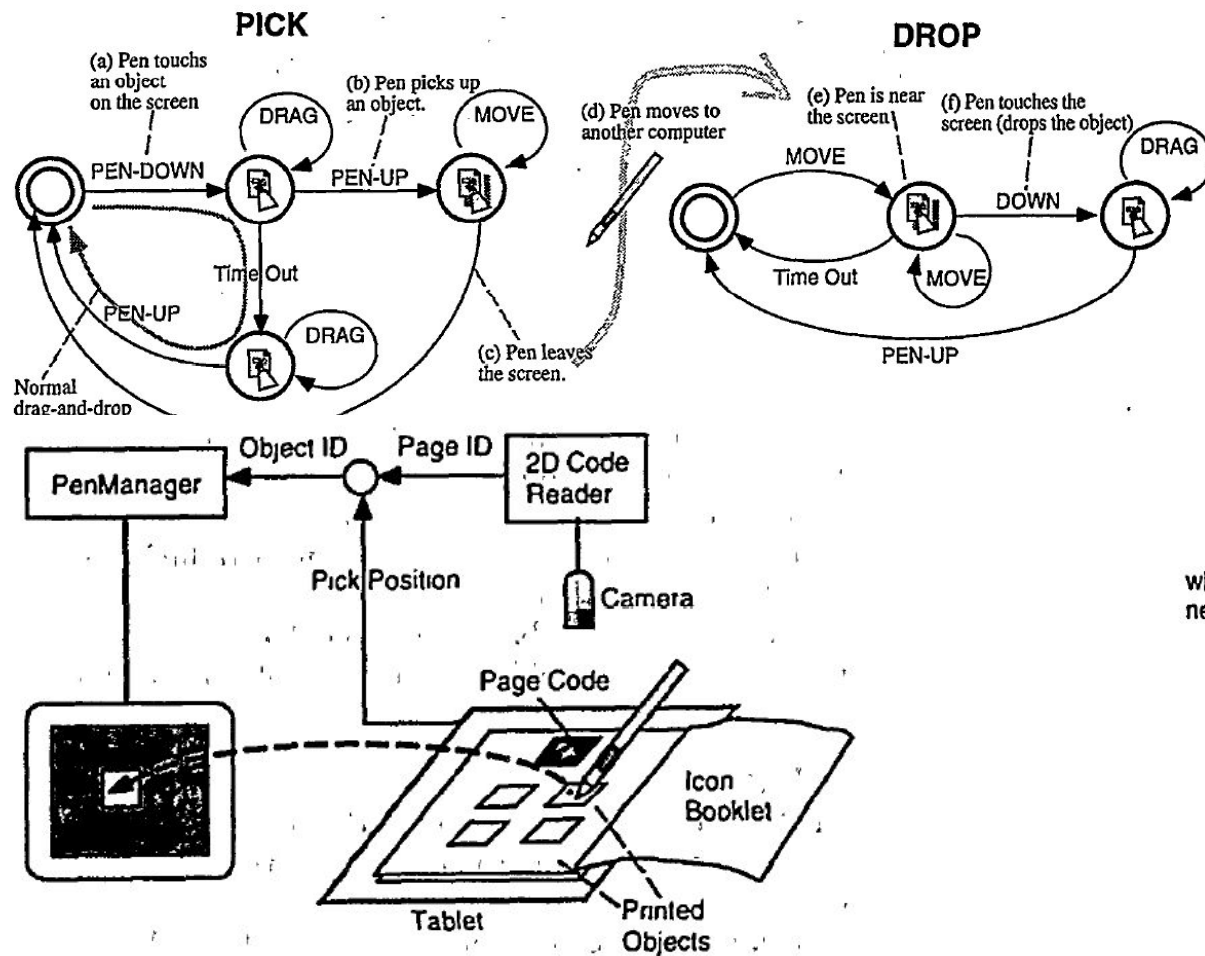 PICK
(a) Pen touchs
an object
on the screen
(b) Pen picks up
an object.
DRAG
MOVE
PEN-DOWN
PEN-UP
Time Out
PEN-UP
DRAG
Normal
drag-and-drop
(c) Pen leaves
the screen.
(d) Pen moves to
another computer
DROP
(e) Pen is near
the screen
(f) Pen touches the
screen (drops the object)
MOVE
DRAG
DOWN
Time Out
MOVE
PEN-UP
PenManager
Object ID
Page ID
2D Code
Reader
Pick Position
Camera
Page Code
Icon
Booklet
Tablet
Printed
Objects